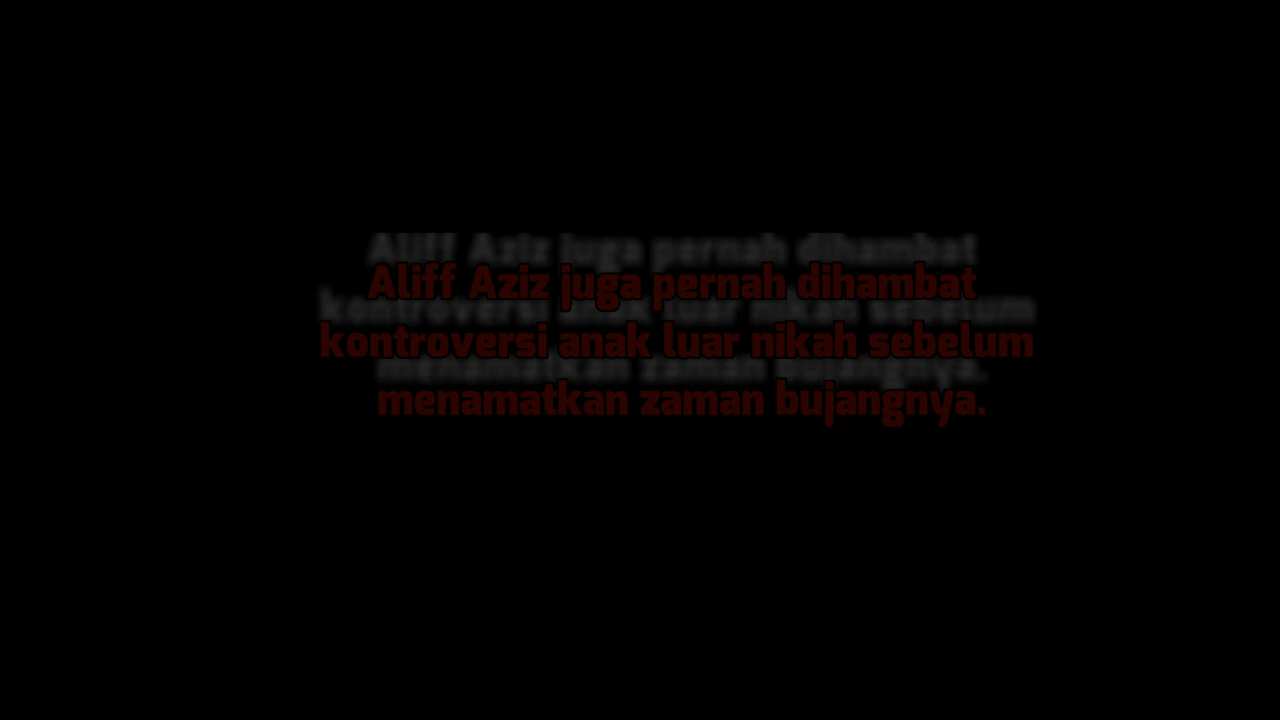 Aliff Aziz juga pernah dihambat
kontroversi anak luar nikah sebelum
menamatkan zaman bujangnya.